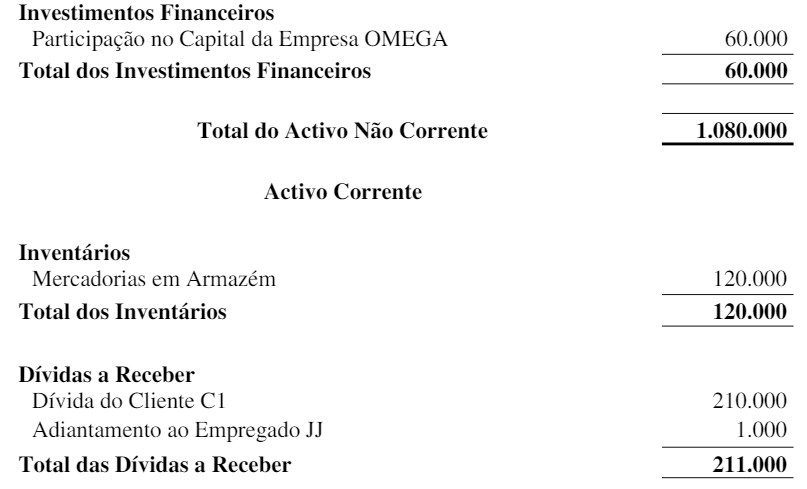 Investimentos Financeiros
Participação no Capital da Empresa OMEGA 60.000
Total dos Investimentos Financeiros 60.000
Total do Activo Não Corrente 1.080.000
Activo Corrente
Inventários
Mercadorias em Armazém 120.000
Total dos Inventários 120.000
Dívidas a Receber
Dívida do Cliente C1 210.000
Adiantamento ao Empregado JJ 1.000
Total das Dívidas a Receber 211.000